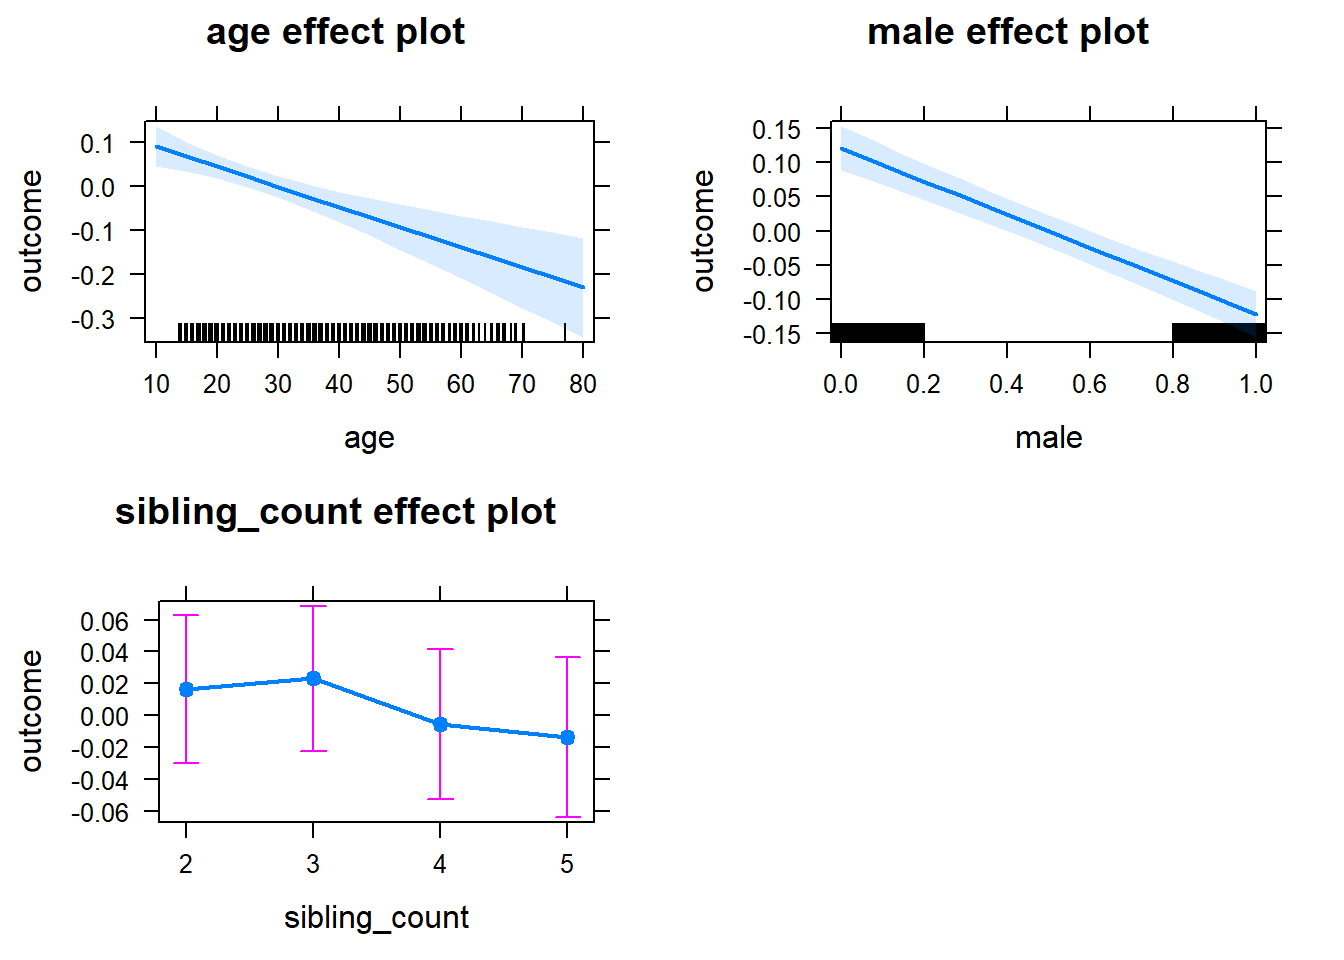 age effect plot
outcome
0.1
0.0
-0.1
-0.2
-0.3
10 20 30 40 50 60 70 80
age
male effect plot
outcome
0.15
0.10
0.05
0.00
-0.05
-0.10
-0.15
0.0 0.2 0.4 0.6 0.8 1.0
male
sibling_count effect plot
outcome
0.06
0.04
0.02
0.00
-0.02
-0.04
-0.06
2 3 4 5
sibling_count